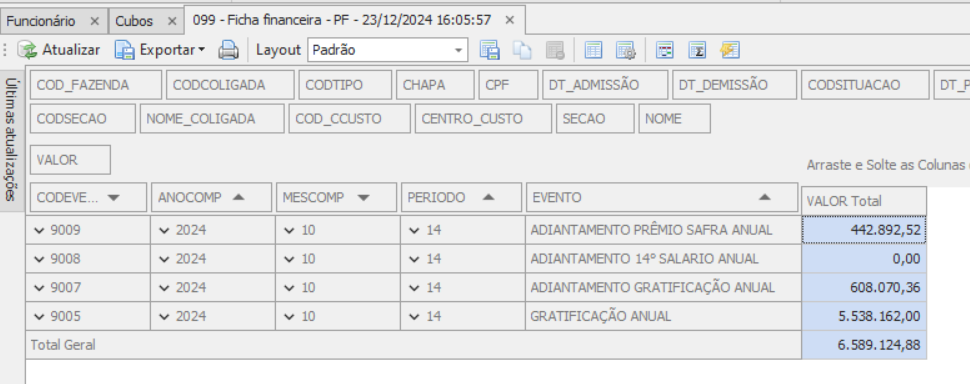 Funcionário × Cubos × 099 - Ficha financeira - PF - 23/12/2024 16:05:57 ×
Atualizar Exportar Layout Padrão
Últimas atualizações
COD_FAZENDA CODCOLIGADA CODTIPO CHAPA CPF DT_ADMISSÃO DT_DEMISSÃO CODSITUACAO DT_P
CODSECAO NOME_COLIGADA COD_CCUSTO CENTRO_CUSTO SECAO NOME
VALOR
Arraste e Solte as Colunas
CODEVE... ANOCOMP MESCOMP PERIODO EVENTO VALOR Total
9009 2024 10 14 ADIANTAMENTO PRÊMIO SAFRA ANUAL 442.892,52
9008 2024 10 14 ADIANTAMENTO 14º SALARIO ANUAL 0,00
9007 2024 10 14 ADIANTAMENTO GRATIFICAÇÃO ANUAL 608.070,36
9005 2024 10 14 GRATIFICAÇÃO ANUAL 5.538.162,00
Total Geral 6.589.124,88